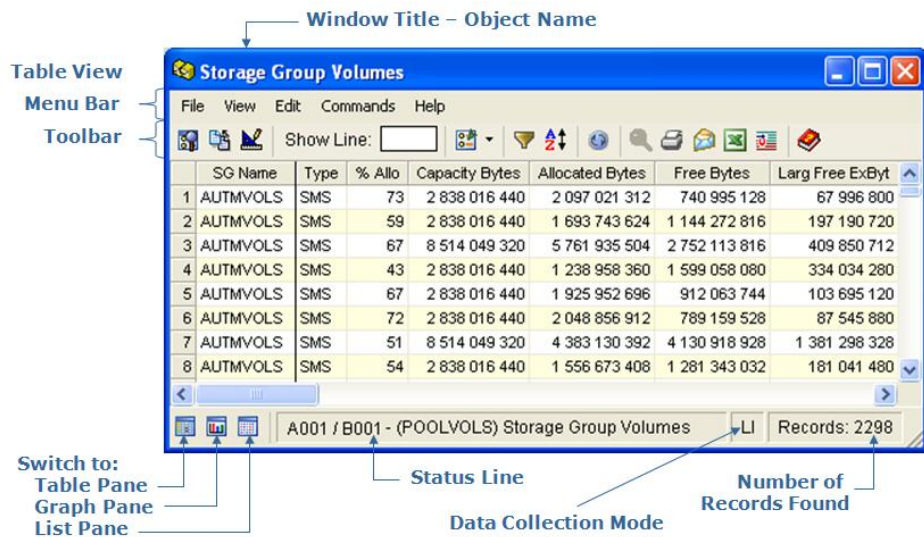 Window Title – Object Name
Table View
Storage Group Volumes
Menu Bar
File View Edit Commands Help
Toolbar
Show Line:
SG Name Type % Allo Capacity Bytes Allocated Bytes Free Bytes Larg Free ExByt
1 AUTMVOLS SMS 73 2 838 016 440 2 097 021 312 740 995 128 67 996 800
2 AUTMVOLS SMS 59 2 838 016 440 1 693 743 624 1 144 272 816 197 190 720
3 AUTMVOLS SMS 67 8 514 049 320 5 761 935 504 2 752 113 816 409 850 712
4 AUTMVOLS SMS 43 2 838 016 440 1 238 958 360 1 599 058 080 334 034 280
5 AUTMVOLS SMS 67 2 838 016 440 1 925 952 696 912 063 744 103 695 120
6 AUTMVOLS SMS 72 2 838 016 440 2 048 856 912 789 159 528 87 545 880
7 AUTMVOLS SMS 51 8 514 049 320 4 383 130 392 4 130 918 928 1 381 298 328
8 AUTMVOLS SMS 54 2 838 016 440 1 556 673 408 1 281 343 032 181 041 480
A001 / B001 - (POOLVOLS) Storage Group Volumes LI Records: 2298
Switch to:
Table Pane
Graph Pane
List Pane
Status Line
Data Collection Mode
Number of
Records Found